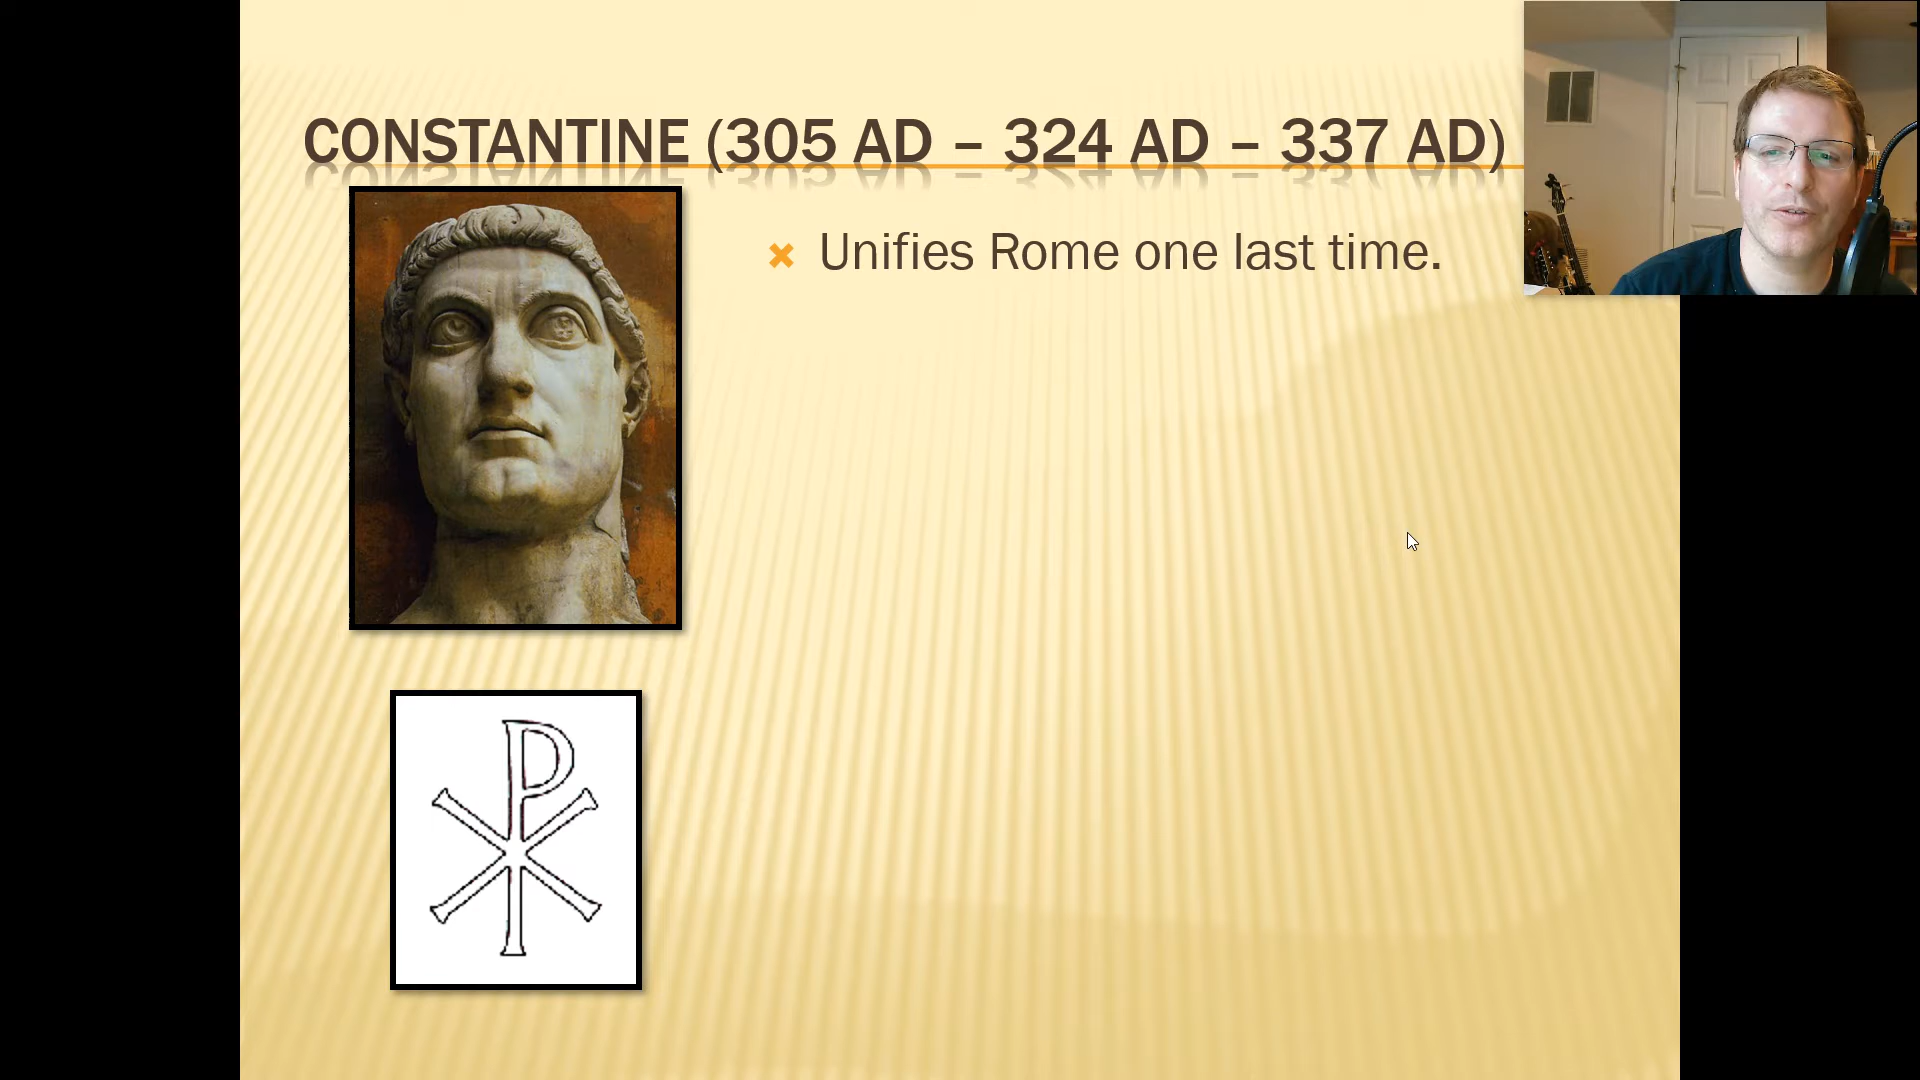 CONSTANTINE (305 AD – 324 AD – 337 AD)
Unifies Rome one last time.